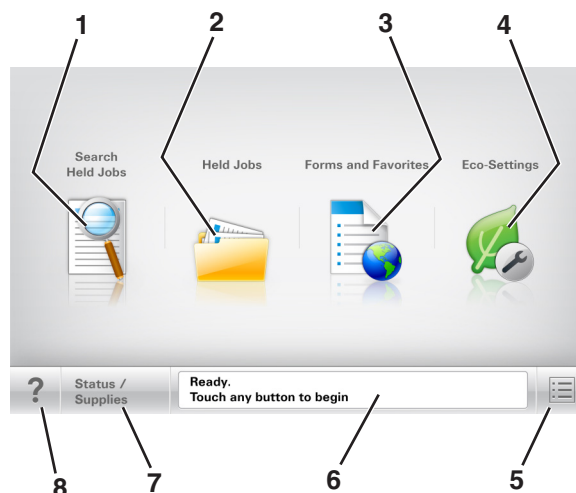 1
2
3
4
Search
Held Jobs
Held Jobs
Forms and Favorites
Eco-Settings
?
Status /
Supplies
Ready.
Touch any button to begin
8
7
6
5